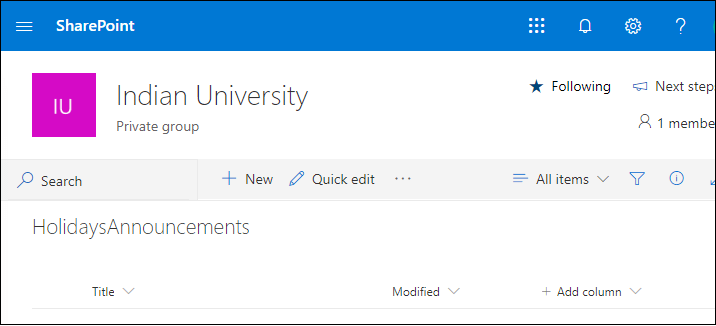 SharePoint
?
IU
Indian University
Private group
Following
Next step
1 membe
Search
+ New
Quick edit
...
All items
HolidaysAnnouncements
Title
Modified
+ Add column